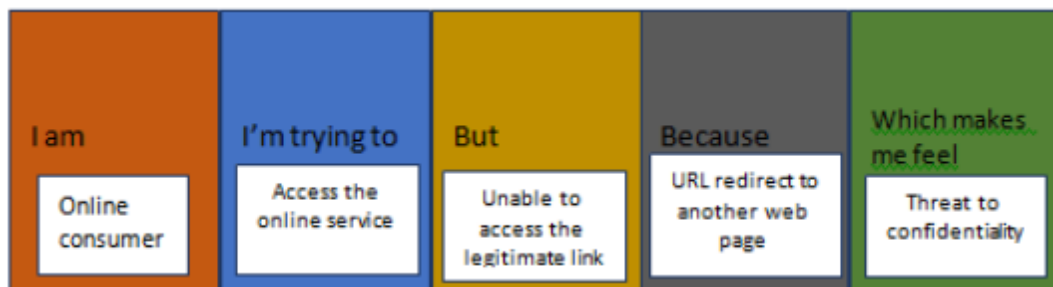 I am
Online
consumer
I'm trying to
Access the
online service
But
Unable to
access the
legitimate link
Because
URL redirect to
another web
page
Which makes
me feel
Threat to
confidentiality